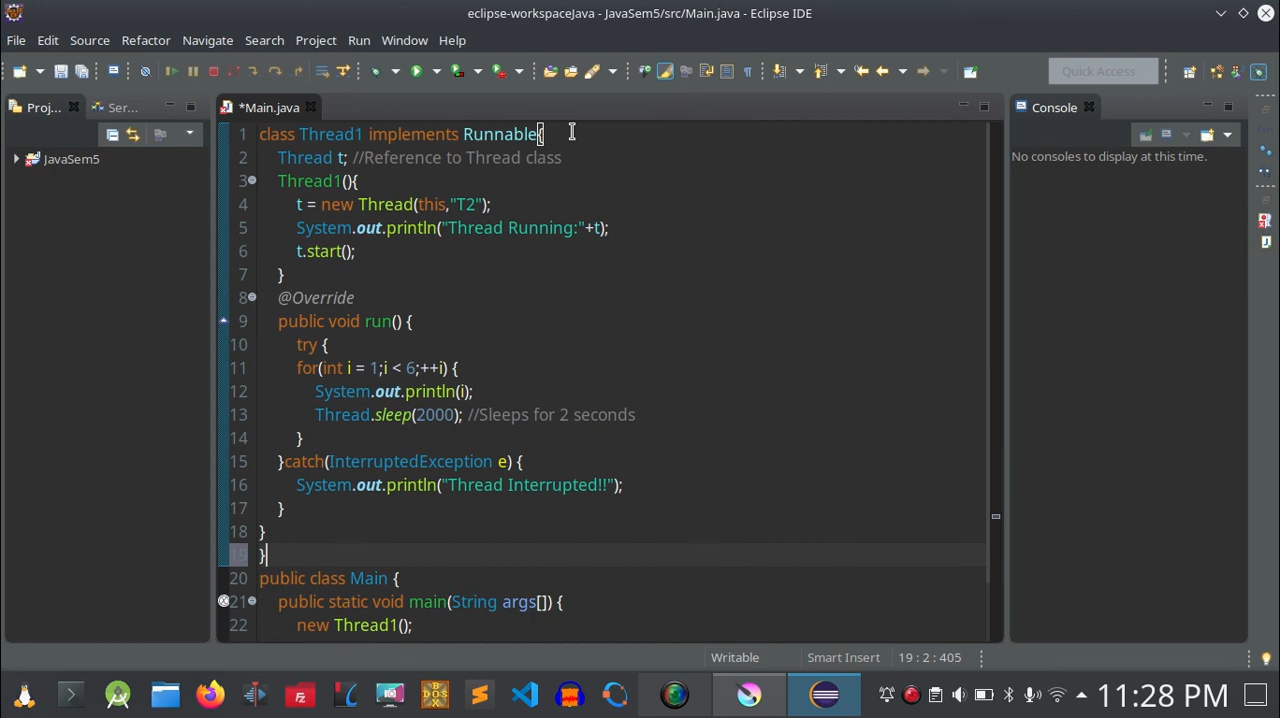 eclipse-workspaceJava - JavaSem5/src/Main.java - Eclipse IDE
File Edit Source Refactor Navigate Search Project Run Window Help
Quick Access
Proj... Ser... *Main.java Console
No consoles to display at this time.
JavaSem5
1 class Thread1 implements Runnable{
2 Thread t; //Reference to Thread class
3 Thread1(){
4 t = new Thread(this,"T2");
5 System.out.println("Thread Running:"+t);
6 t.start();
7 }
8 @Override
9 public void run() {
10 try {
11 for(int i = 1;i < 6;++i) {
12 System.out.println(i);
13 Thread.sleep(2000); //Sleeps for 2 seconds
14 }
15 }catch(InterruptedException e) {
16 System.out.println("Thread Interrupted!!");
17 }
18 }
19 }
20 public class Main {
21 public static void main(String args[]) {
22 new Thread1();
Writable Smart Insert 19 : 2 : 405
11:28 PM